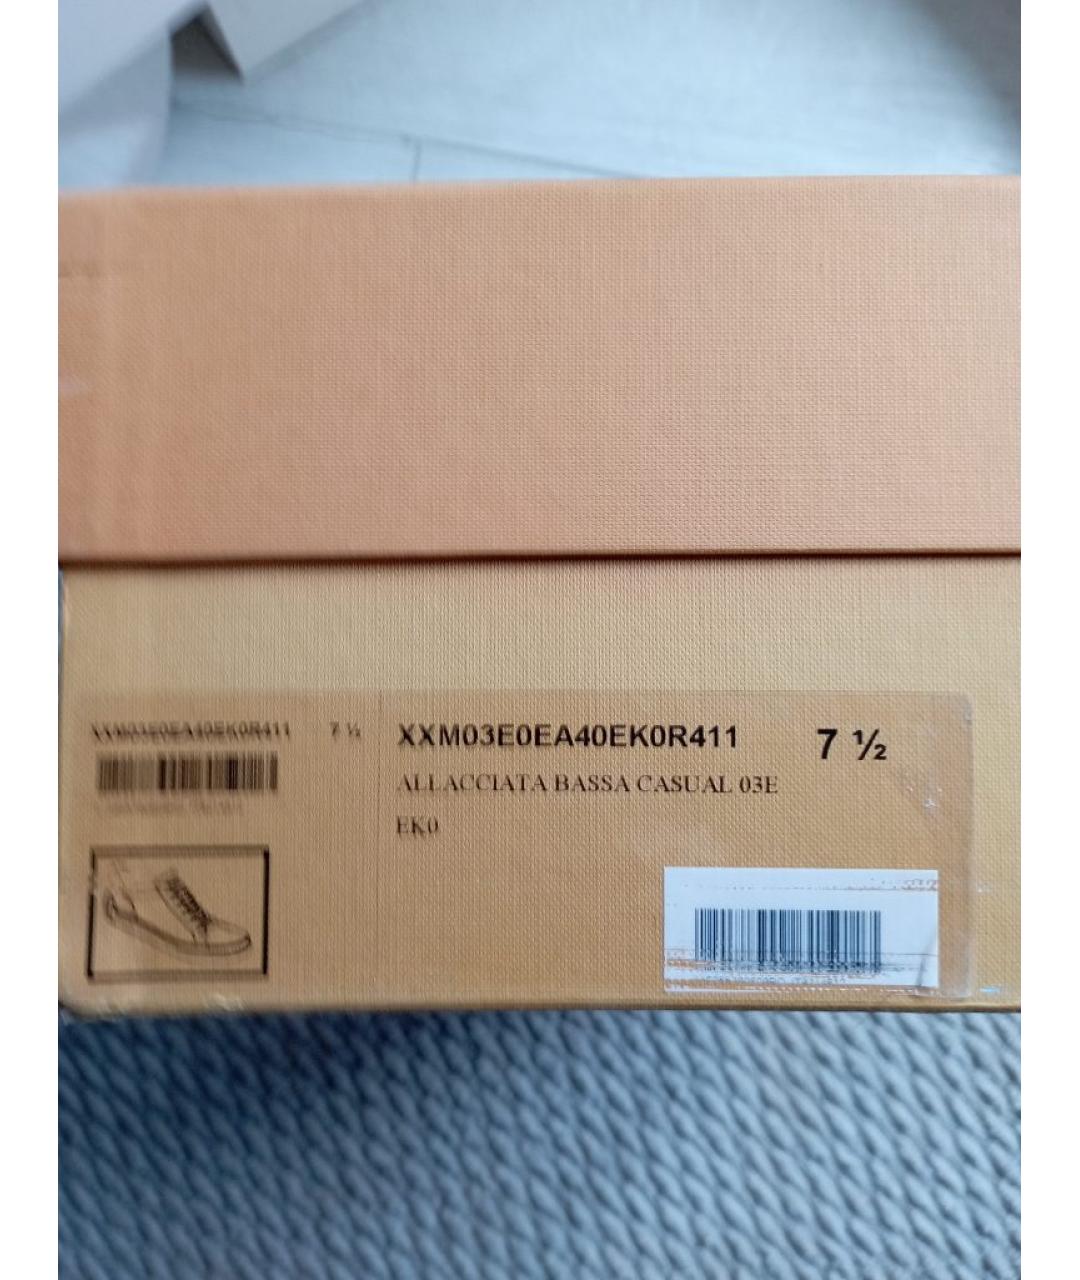 XXM03E0EA40EK0R411 7 ½
XXM03E0EA40EK0R411 7 ½
ALLACCIATA BASSA CASUAL 03E
EK0